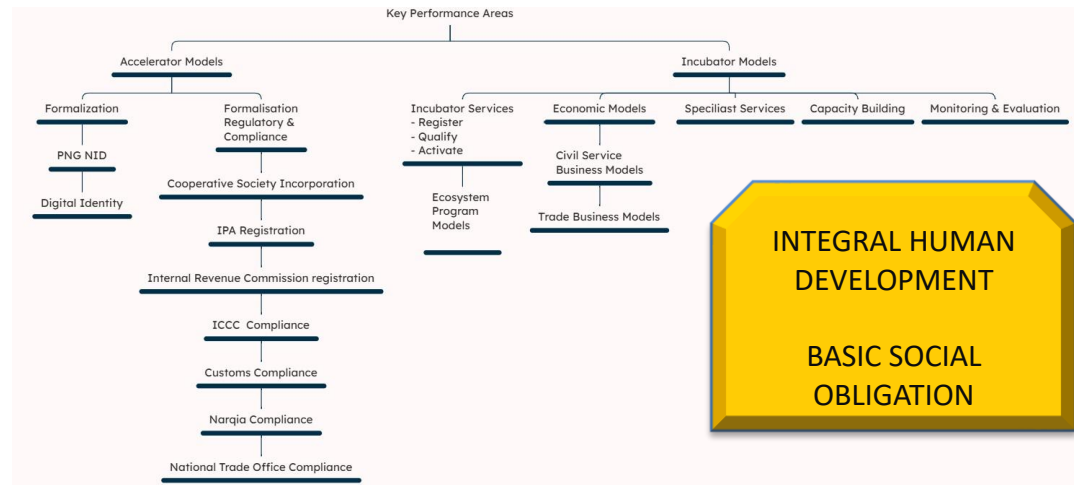 Key Performance Areas
Accelerator Models
Incubator Models
Formalization
Formalisation
Regulatory &
Compliance
Incubator Services
- Register
- Qualify
- Activate
Economic Models
Speciliast Services
Capacity Building
Monitoring & Evaluation
PNG NID
Digital Identity
Cooperative Society Incorporation
IPA Registration
Internal Revenue Commission registration
ICCC Compliance
Customs Compliance
Narqia Compliance
National Trade Office Compliance
Ecosystem
Program
Models
Civil Service
Business Models
Trade Business Models
INTEGRAL HUMAN
DEVELOPMENT
BASIC SOCIAL
OBLIGATION